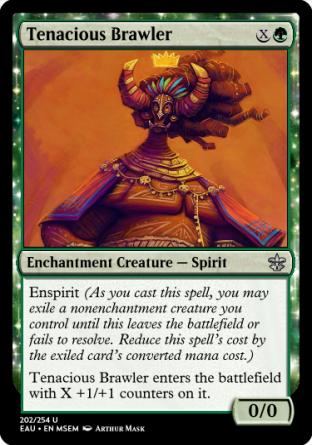 Tenacious Brawler X
Enchantment Creature — Spirit
Enspirit (As you cast this spell, you may
exile a nonenchantment creature you
control until this leaves the battlefield or
fails to resolve. Reduce this spell's cost by
the exiled card's converted mana cost.)
Tenacious Brawler enters the battlefield
with X +1/+1 counters on it.
0/0
202/254 U
EAU • EN MSEM Arthur Mask